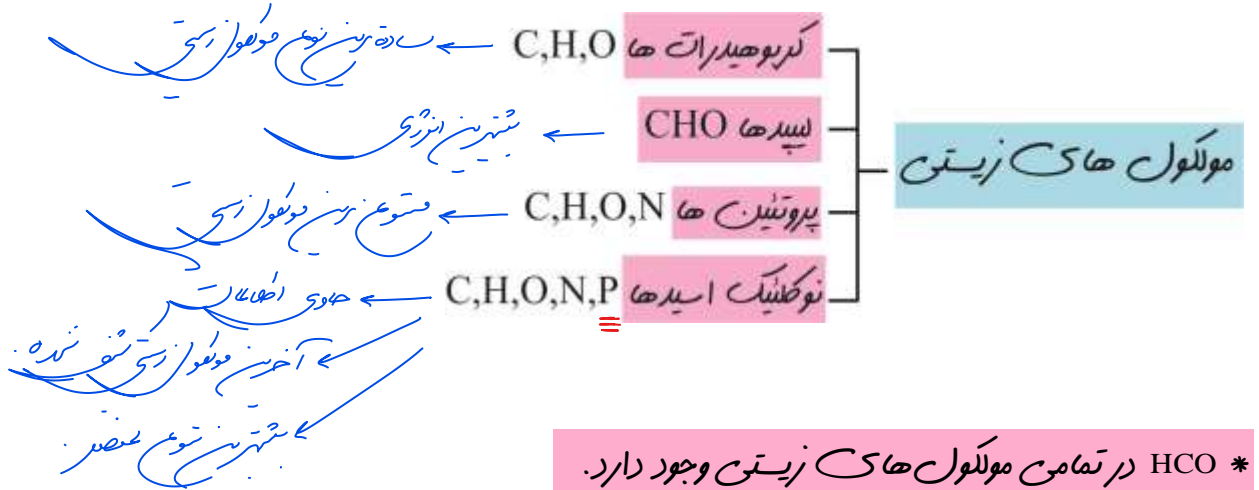 مولکول های زیستی
کربوهیدرات ها C,H,O ← ساده ترین نوع مولکول زیستی
لیپیدها CHO ← بیشترین انرژی
پروتئین ها C,H,O,N ← متنوع ترین مولکول زیستی
نوکلئیک اسیدها C,H,O,N,P ← حاوی اطلاعات
← آخرین مولکول زیستی کشف شده.
← بیشترین تنوع عنصر.
* HCO در تمامی مولکول های زیستی وجود دارد.